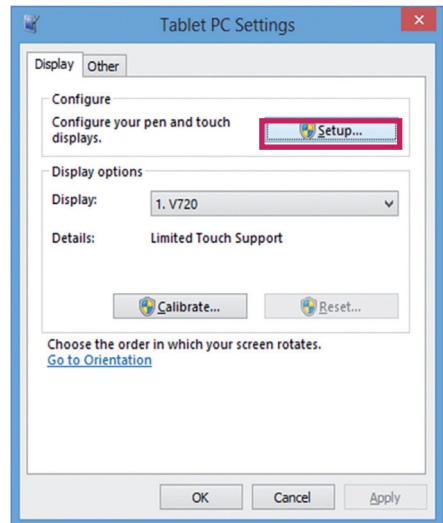 Tablet PC Settings
Display Other
Configure
Configure your pen and touch
displays.
Setup...
Display options
Display: 1. V720
Details: Limited Touch Support
Calibrate... Reset...
Choose the order in which your screen rotates.
Go to Orientation
OK Cancel Apply